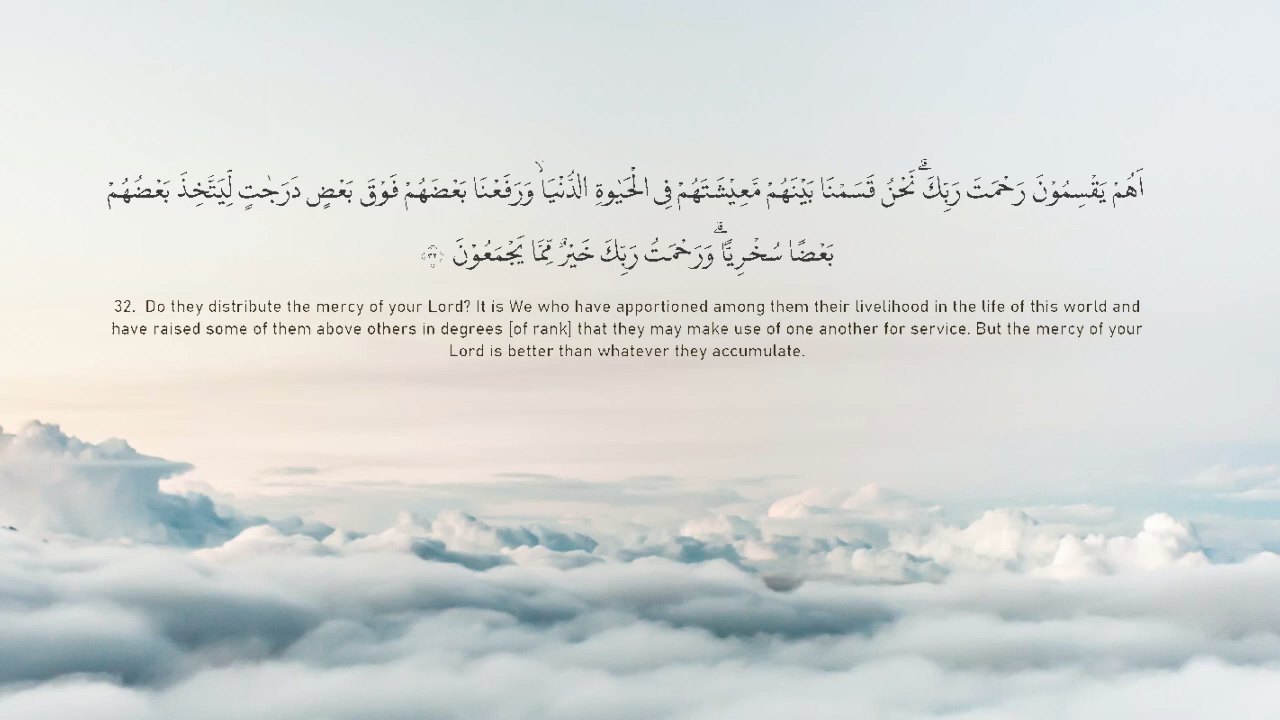 اَهُمْ يَقْسِمُوْنَ رَحْمَتَ رَبِّكَۗ نَحْنُ قَسَمْنَا بَيْنَهُمْ مَّعِيْشَتَهُمْ فِى الْحَيٰوةِ الدُّنْيَاۙ وَرَفَعْنَا بَعْضَهُمْ فَوْقَ بَعْضٍ دَرَجٰتٍ لِّيَتَّخِذَ بَعْضُهُمْ
بَعْضًا سُخْرِيًّاۗ وَرَحْمَتُ رَبِّكَ خَيْرٌ مِّمَّا يَجْمَعُوْنَ ۝٣٢
32. Do they distribute the mercy of your Lord? It is We who have apportioned among them their livelihood in the life of this world and
have raised some of them above others in degrees [of rank] that they may make use of one another for service. But the mercy of your
Lord is better than whatever they accumulate.